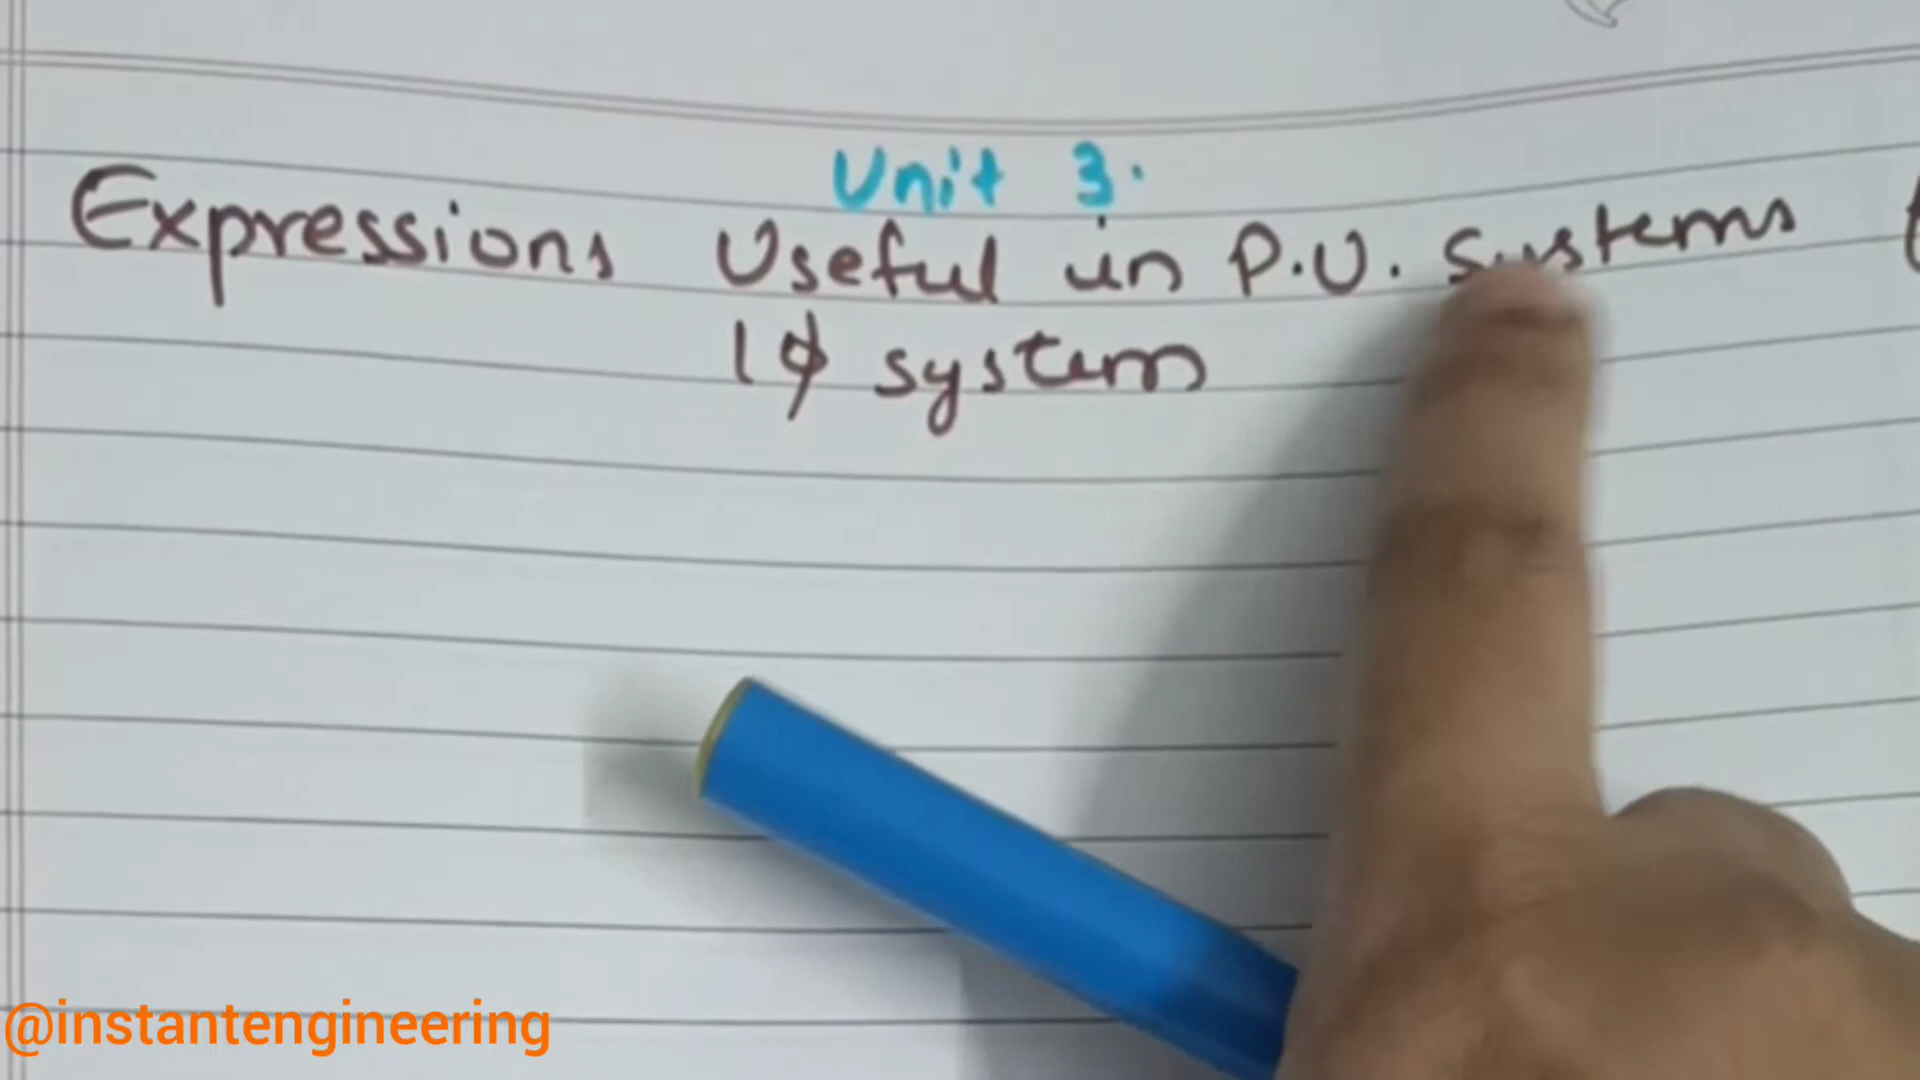 Unit 3.
Expressions Useful in P.U. Systems (
1φ system
@instantengineering